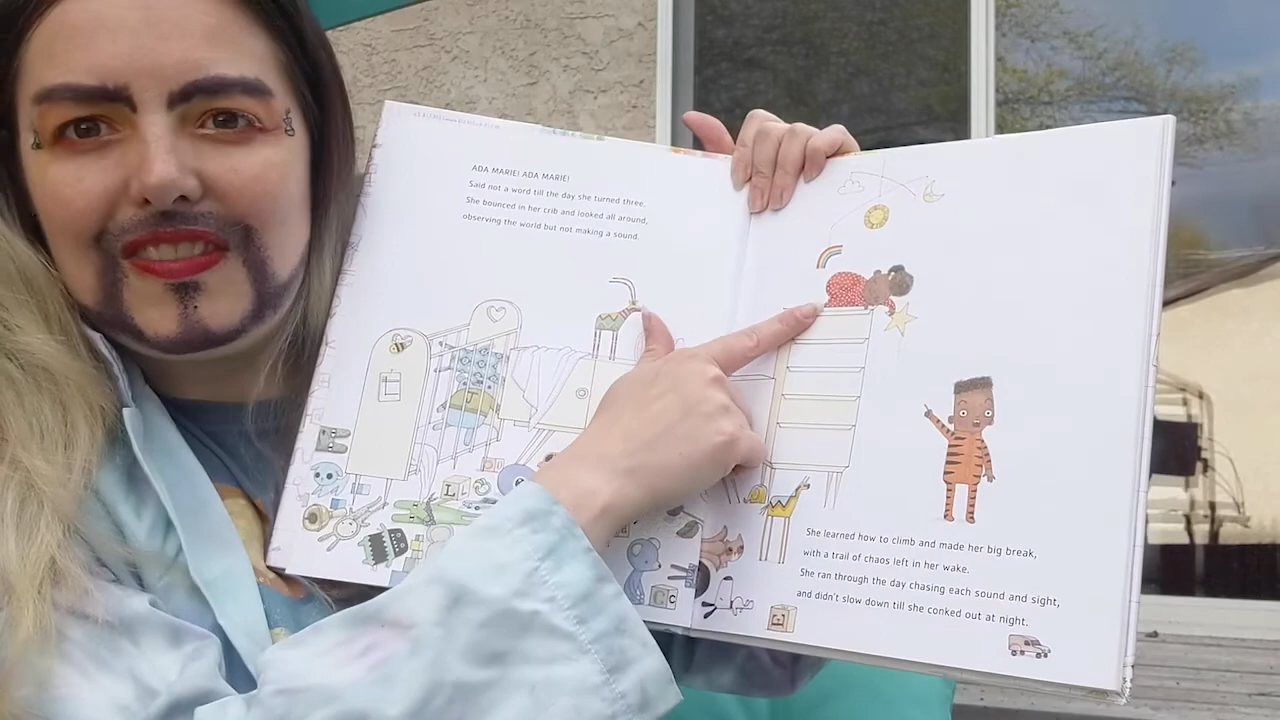 ADA MARIE! ADA MARIE!
Said not a word till the day she turned three.
She bounced in her crib and looked all around,
observing the world but not making a sound.
L
L
C
She learned how to climb and made her big break,
with a trail of chaos left in her wake.
She ran through the day chasing each sound and sight,
and didn't slow down till she conked out at night.